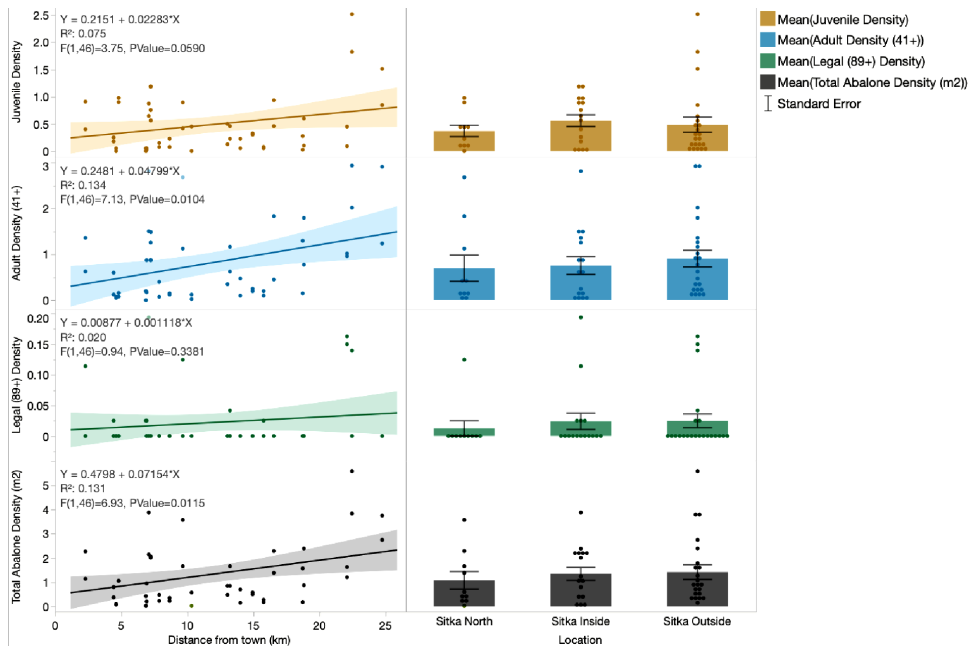 Y = 0.2151 + 0.02283*X
R²: 0.075
F(1,46)=3.75, PValue=0.0590
Juvenile Density
2.5
2.0
1.5
1.0
0.5
0
Y = 0.2481 + 0.04799*X
R²: 0.134
F(1,46)=7.13, PValue=0.0104
Adult Density (41+)
3
2
1
0
Y = 0.00877 + 0.001118*X
R²: 0.020
F(1,46)=0.94, PValue=0.3381
Legal (89+) Density
0.20
0.15
0.10
0.05
0
Y = 0.4798 + 0.07154*X
R²: 0.131
F(1,46)=6.93, PValue=0.0115
Total Abalone Density (m2)
5
4
3
2
1
0
0 5 10 15 20 25
Distance from town (km)
Sitka North Sitka Inside Sitka Outside
Location
Mean(Juvenile Density)
Mean(Adult Density (41+))
Mean(Legal (89+) Density)
Mean(Total Abalone Density (m2))
Standard Error